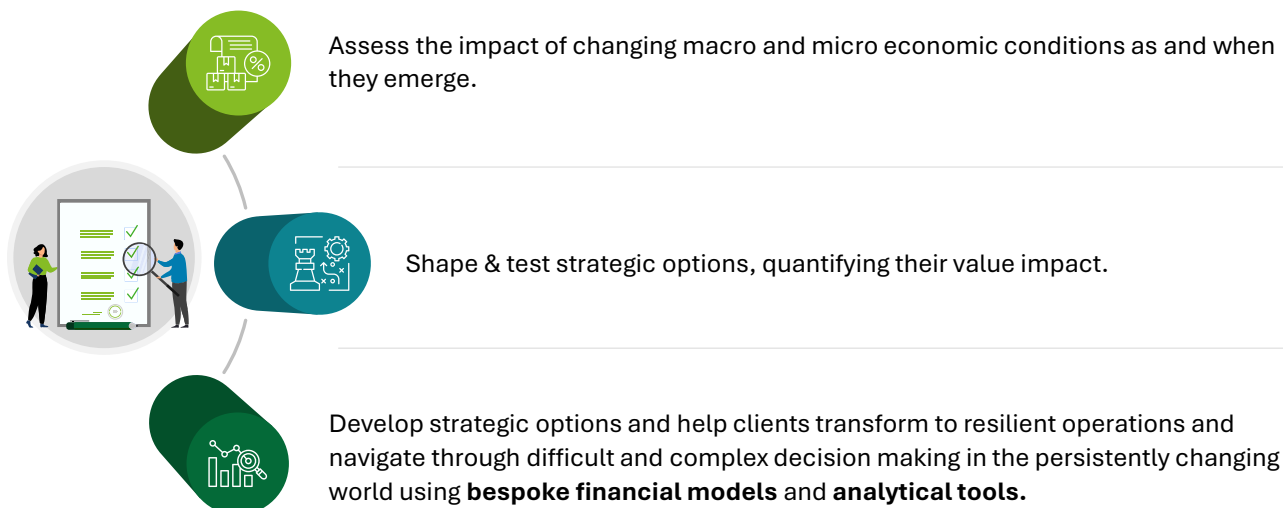 Assess the impact of changing macro and micro economic conditions as and when
they emerge.
Shape & test strategic options, quantifying their value impact.
Develop strategic options and help clients transform to resilient operations and
navigate through difficult and complex decision making in the persistently changing
world using bespoke financial models and analytical tools.